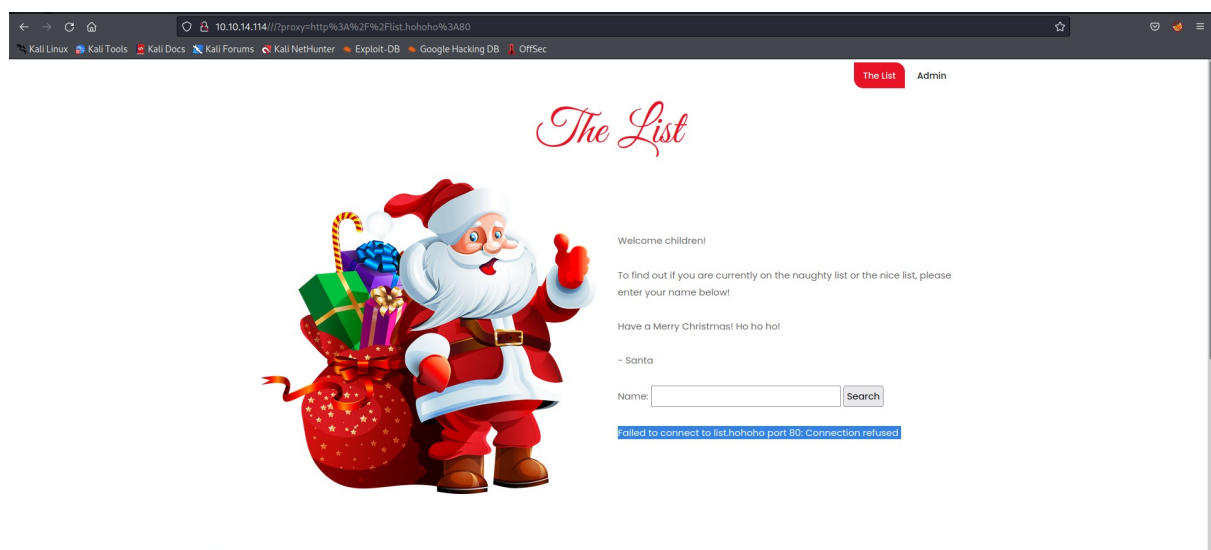 10.10.14.114///?proxy=http%3A%2F%2Flist.hohoho%3A80
Kali Linux Kali Tools Kali Docs Kali Forums Kali NetHunter Exploit-DB Google Hacking DB OffSec
The List Admin
The List
Welcome children!
To find out if you are currently on the naughty list or the nice list, please
enter your name below!
Have a Merry Christmas! Ho ho ho!
- Santa
Name: Search
Failed to connect to list.hohoho port 80: Connection refused